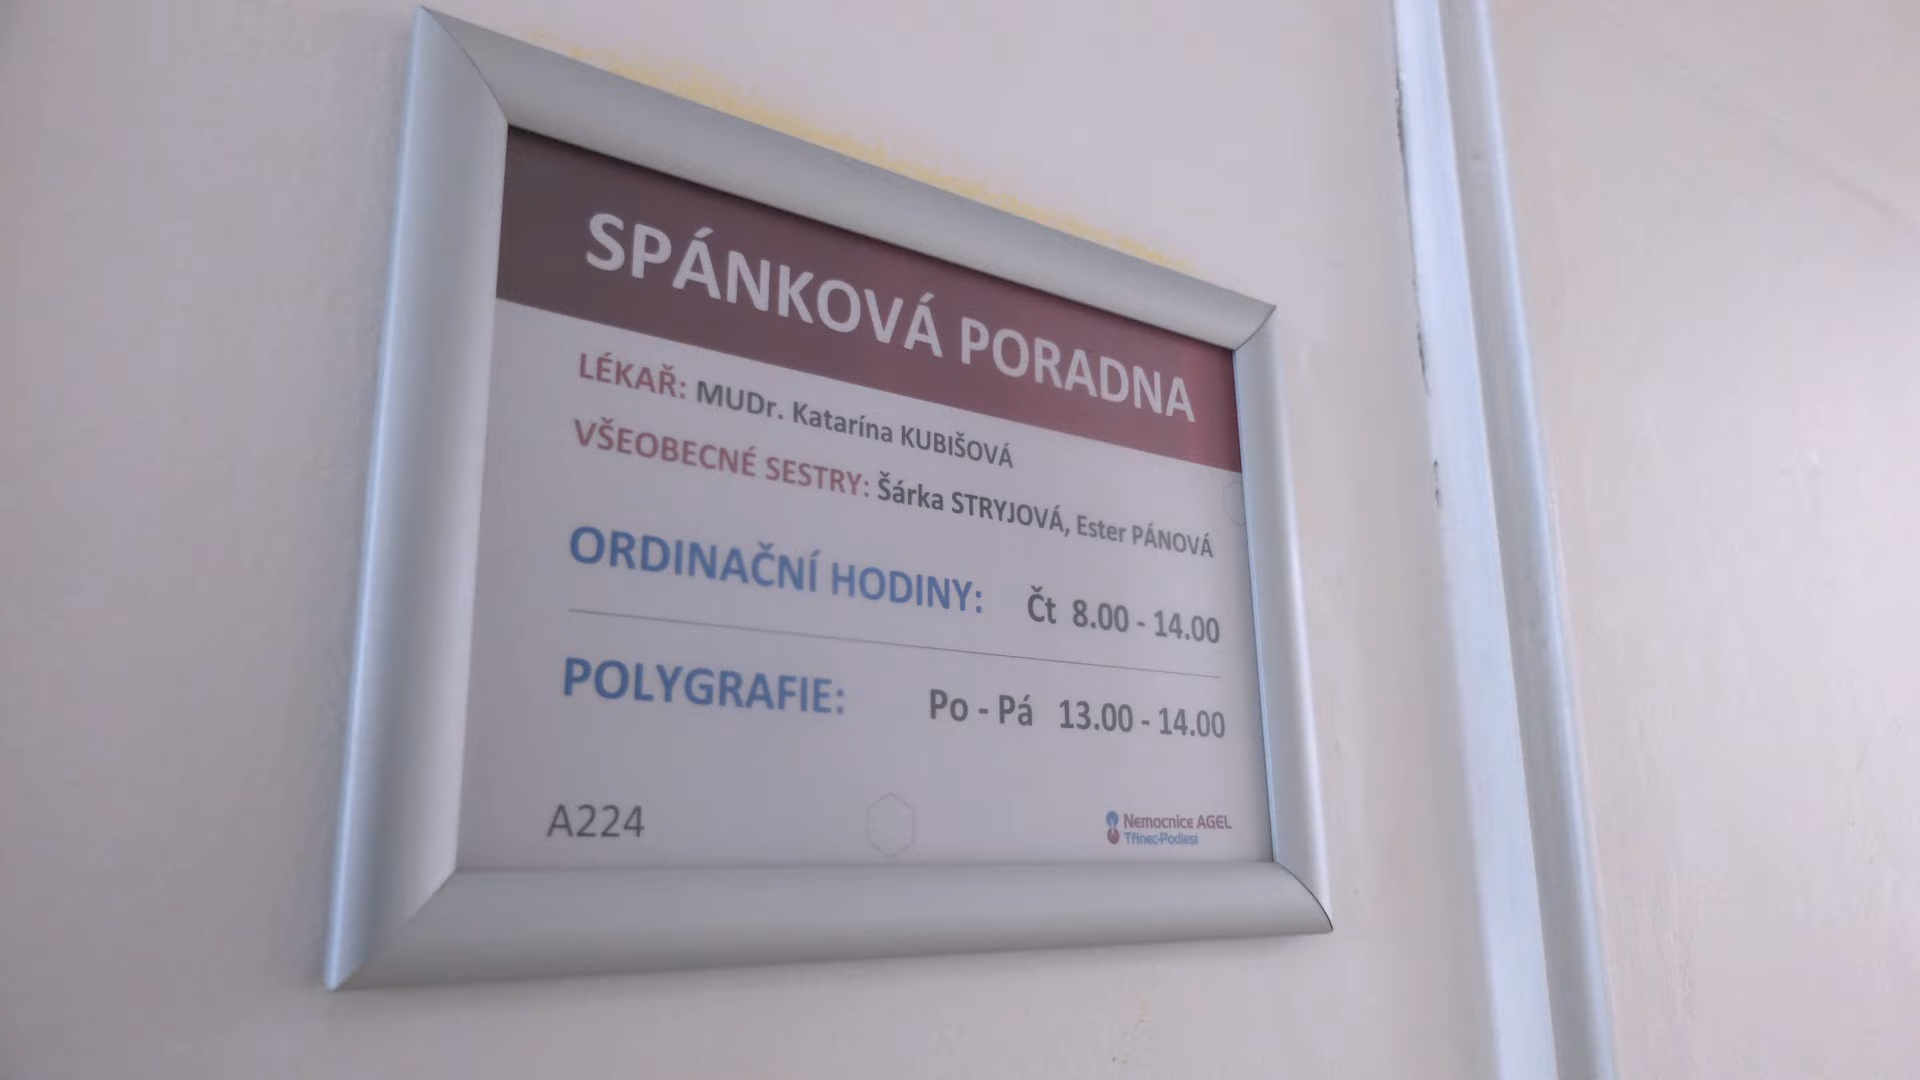 SPÁNKOVÁ PORADNA
LÉKAŘ: MUDr. Katarína KUBIŠOVÁ
VŠEOBECNÉ SESTRY: Šárka STRYJOVÁ, Ester PÁNOVÁ
ORDINAČNÍ HODINY: Čt 8.00 - 14.00
POLYGRAFIE: Po - Pá 13.00 - 14.00
A224
Nemocnice AGEL
Třinec-Podlesí